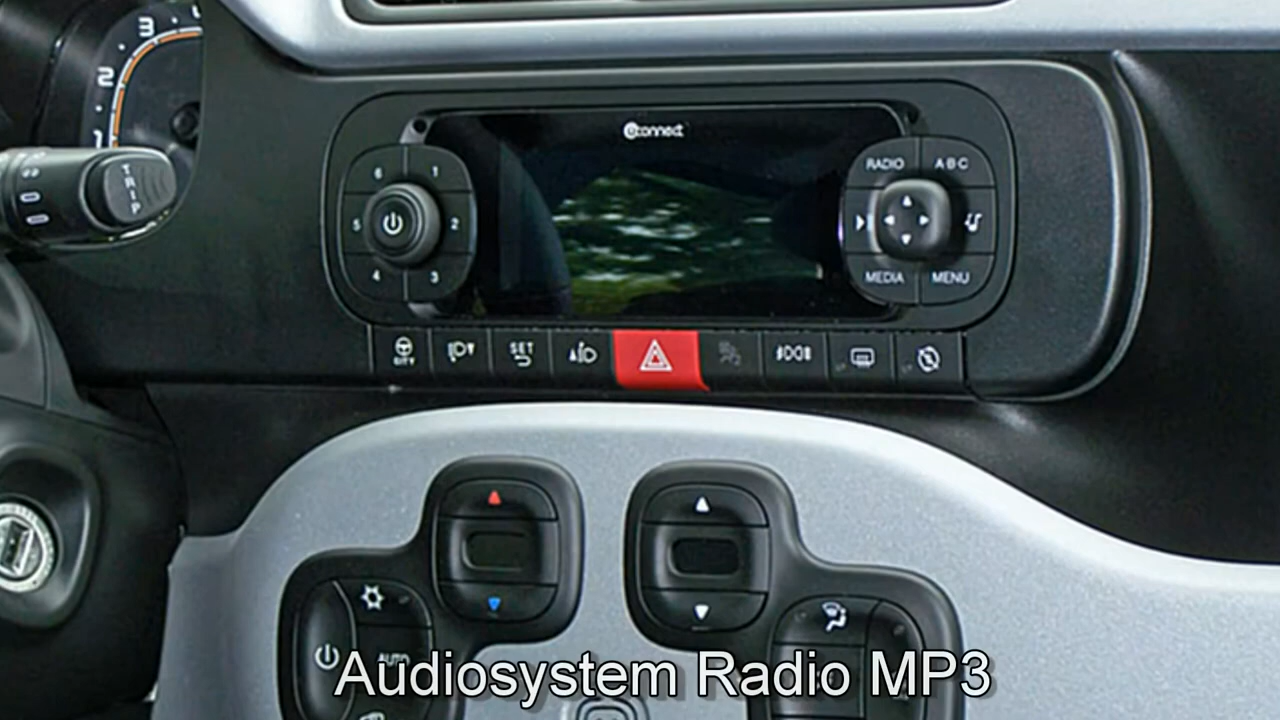 3
2
1
TRIP
Uconnect
6 1
5 2
4 3
RADIO ABC
MEDIA MENU
CITY
SET
AUTO
Audiosystem Radio MP3